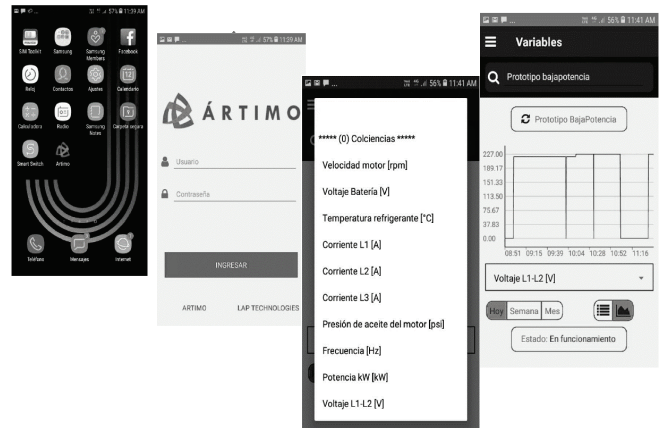 57% 11:39 AM
SIM Toolkit
Samsung
Samsung Members
Facebook
Reloj
Contactos
Ajustes
Calendario
Calculadora
Radio
Samsung Notes
Carpeta segura
Smart Switch
Artimo
Teléfono
Mensajes
Internet
... 57% 11:39 AM
ÁRTIMO
Usuario
Contraseña
INGRESAR
ARTIMO
LAP TECHNOLOGIES
... 56% 11:41 AM
***** (0) Colciencias *****
Velocidad motor [rpm]
Voltaje Batería [V]
Temperatura refrigerante [°C]
Corriente L1 [A]
Corriente L2 [A]
Corriente L3 [A]
Presión de aceite del motor [psi]
Frecuencia [Hz]
Potencia kW [kW]
Voltaje L1-L2 [V]
... 56% 11:41 AM
Variables
Prototipo bajapotencia
Prototipo BajaPotencia
227.00
189.17
151.33
113.50
75.67
37.83
0.00
08:51 09:15 09:39 10:04 10:28 10:52 11:16
Voltaje L1-L2 [V]
Hoy Semana Mes
Estado: En funcionamiento